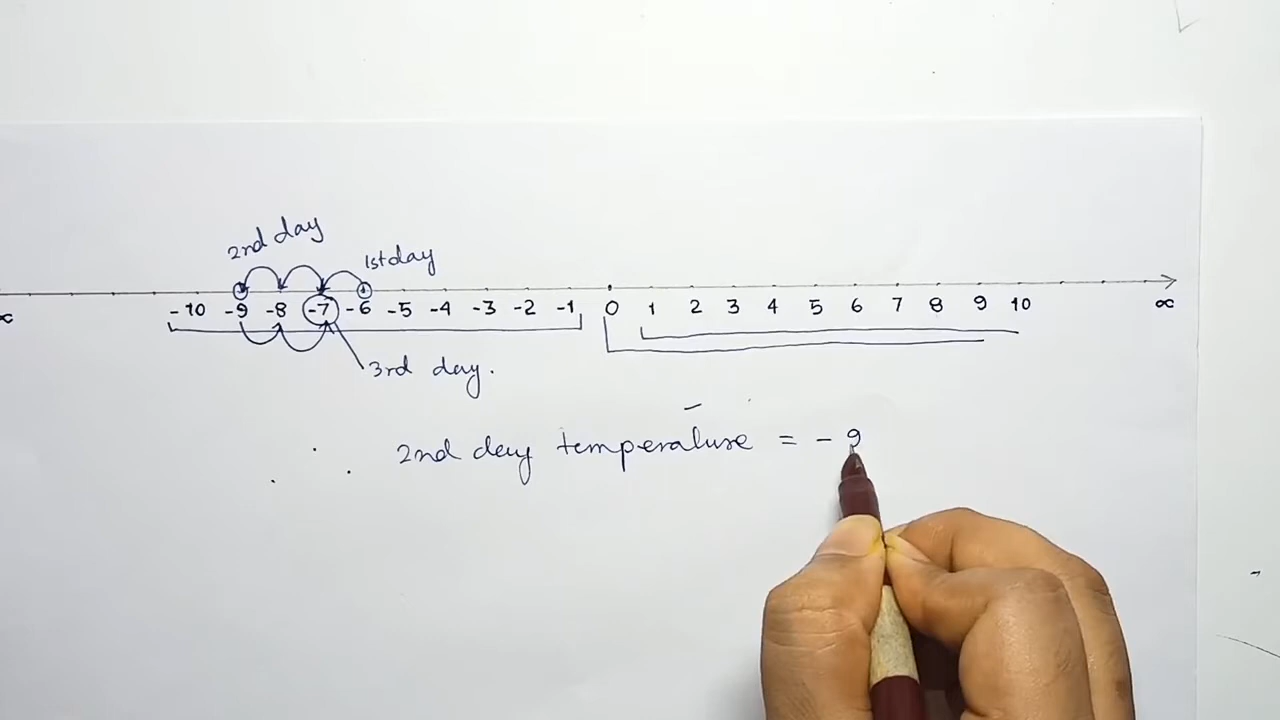 2nd day
1st day
∝ -10 -9 -8 -7 -6 -5 -4 -3 -2 -1 0 1 2 3 4 5 6 7 8 9 10 ∝
3rd day.
2nd day temperature = - 9